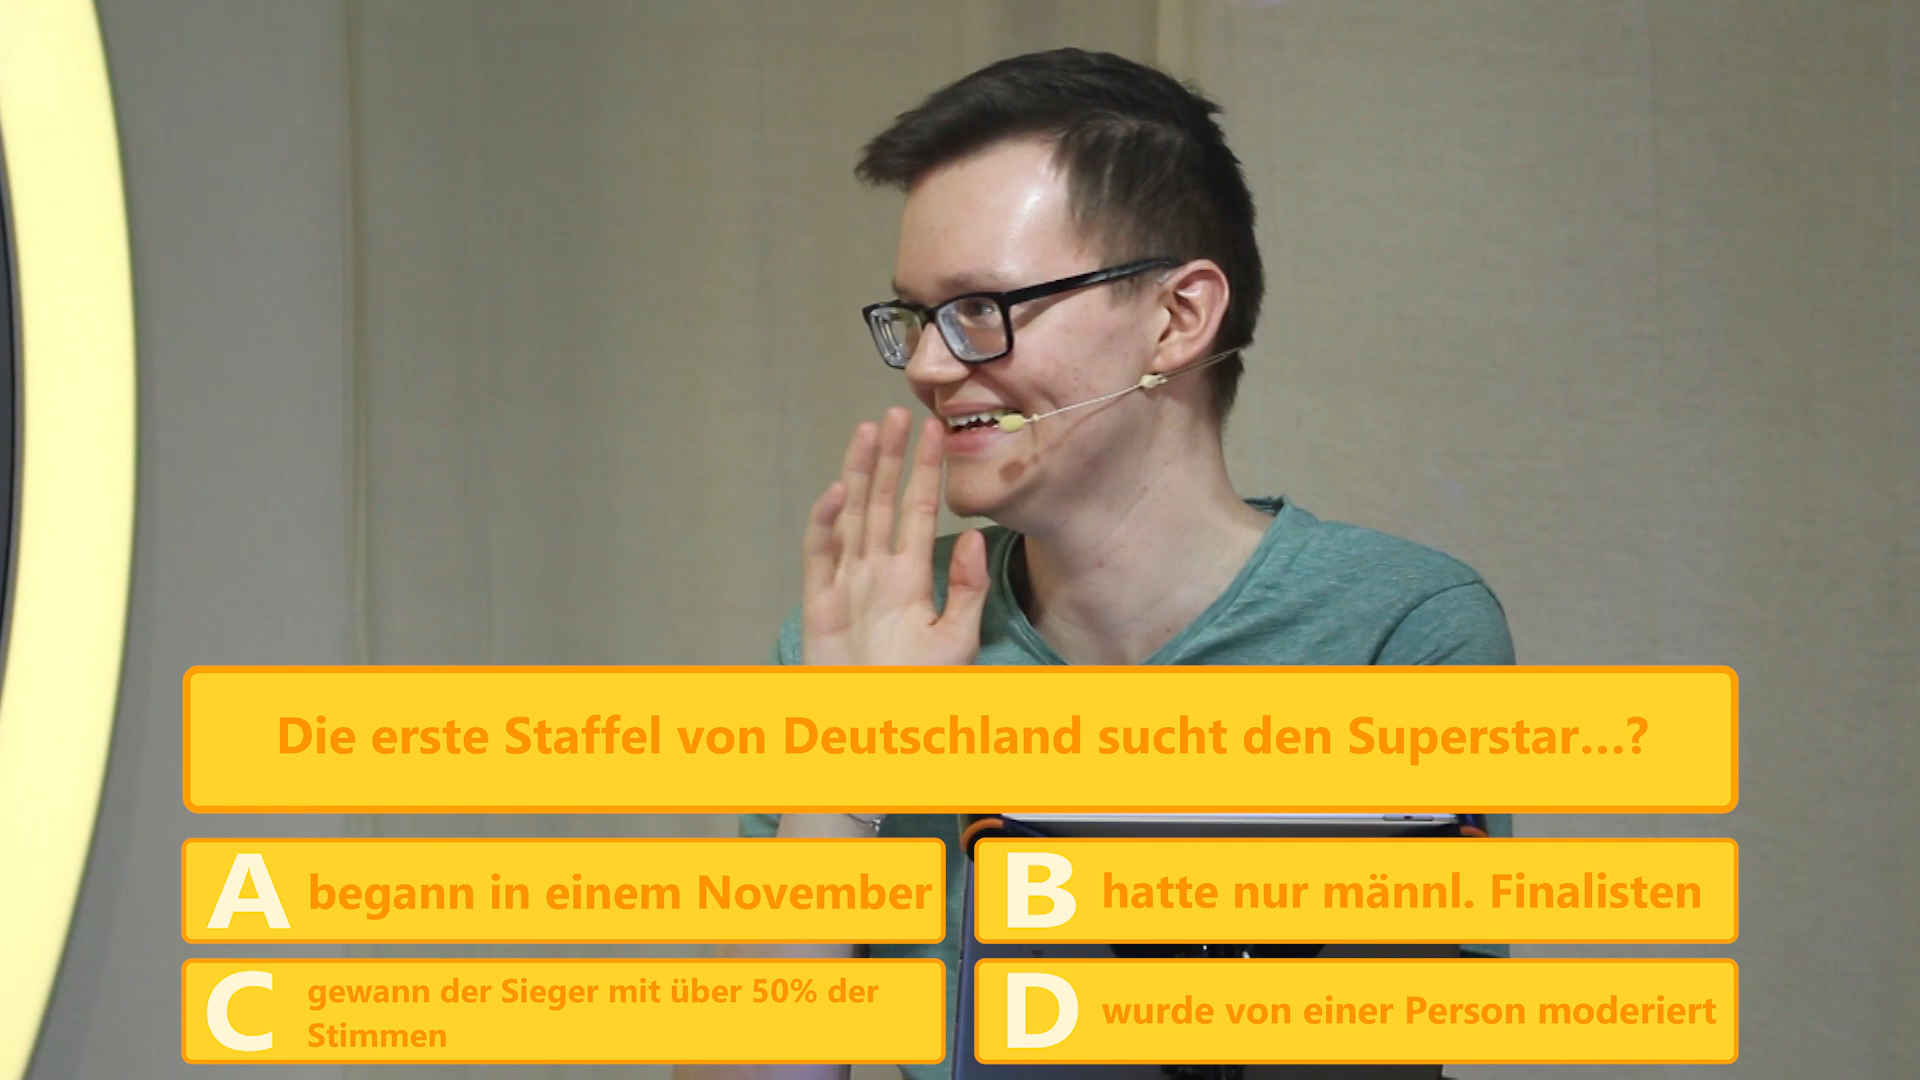 Die erste Staffel von Deutschland sucht den Superstar...?
A begann in einem November
B hatte nur männl. Finalisten
C gewann der Sieger mit über 50% der
Stimmen
D wurde von einer Person moderiert